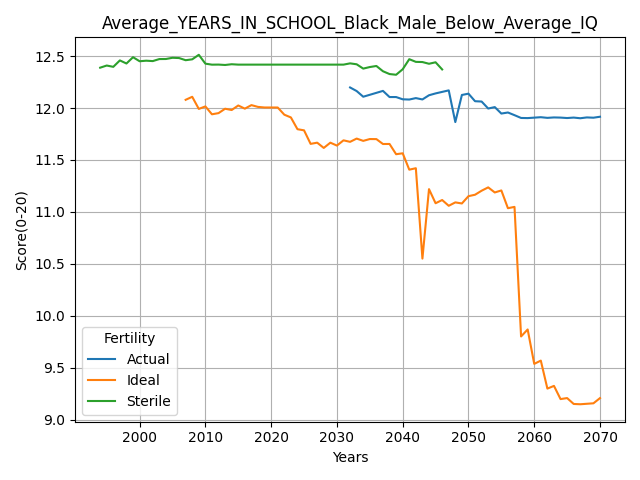 Average_YEARS_IN_SCHOOL_Black_Male_Below_Average_IQ
Score(0-20)
12.5
12.0
11.5
11.0
10.5
10.0
9.5
9.0
Fertility
Actual
Ideal
Sterile
2000
2010
2020
2030
2040
2050
2060
2070
Years